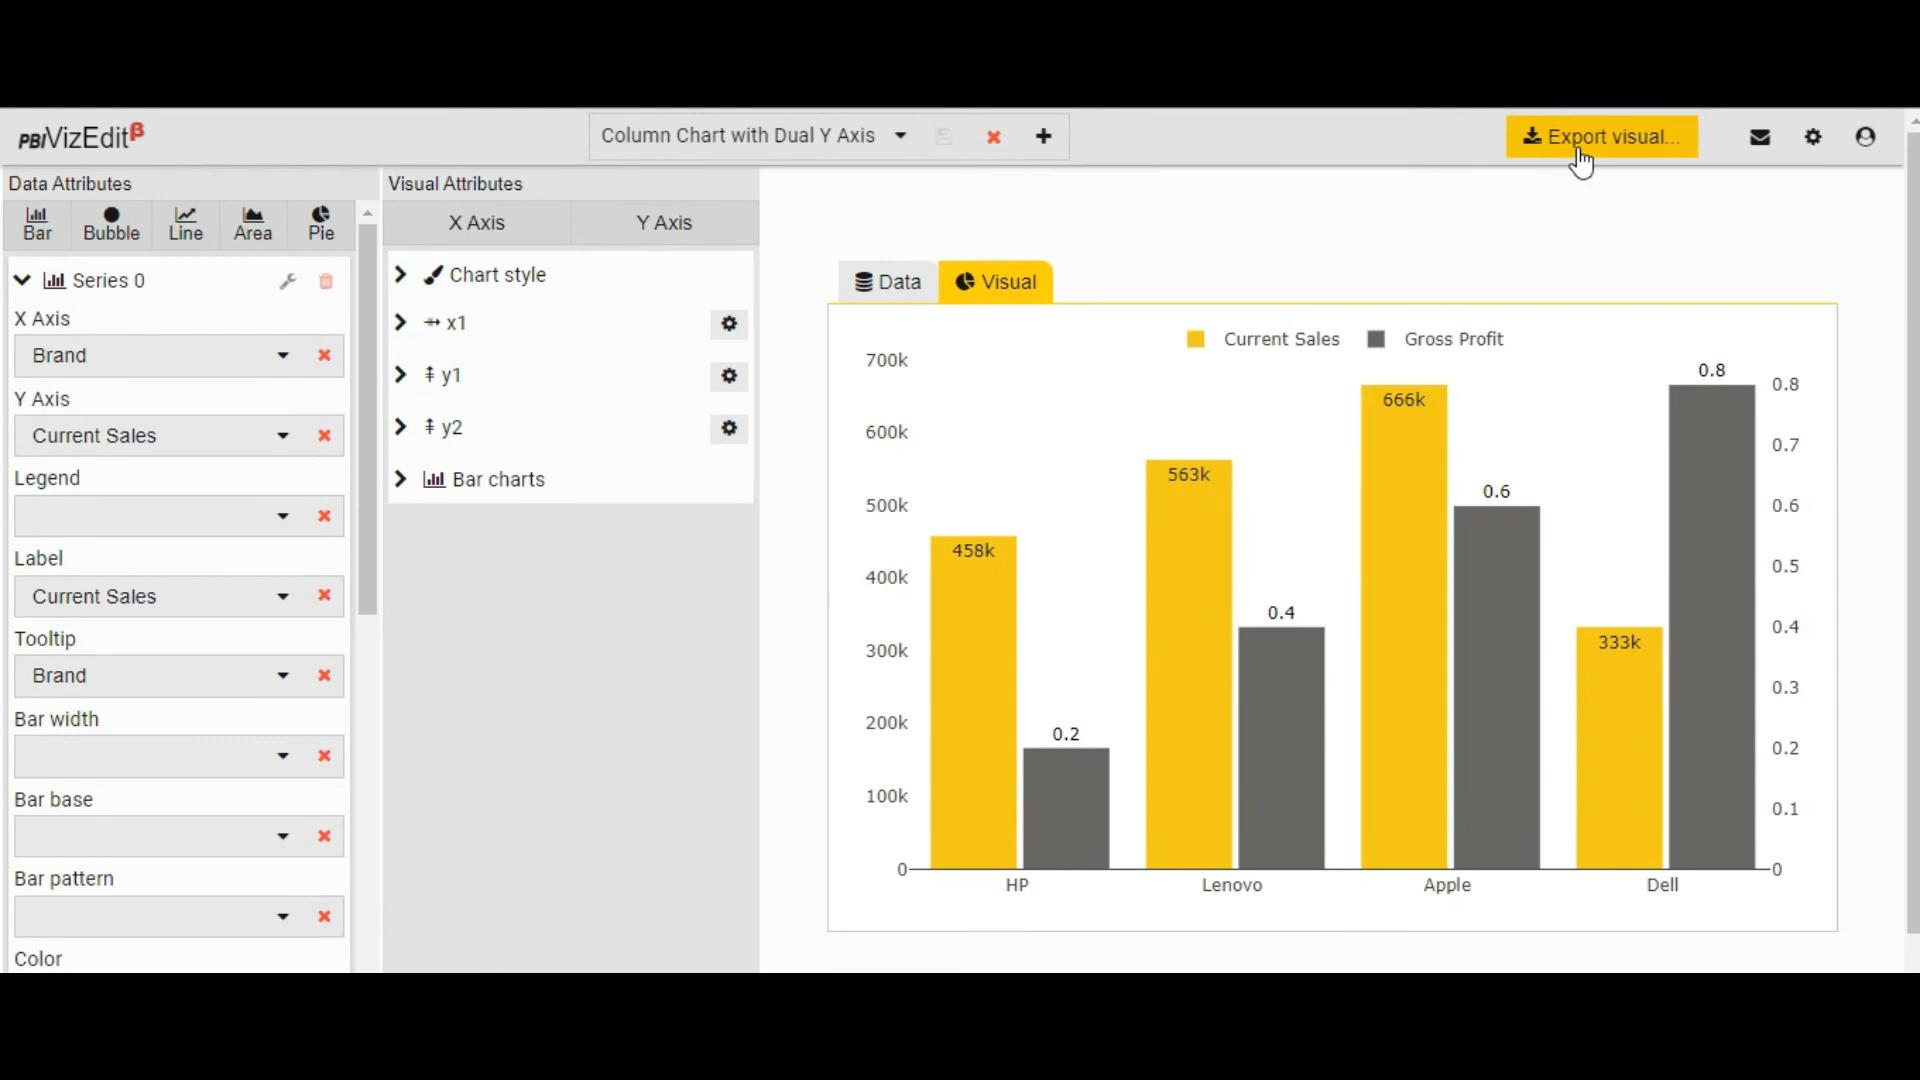 PBIVizEditβ
Column Chart with Dual Y Axis
Export visual...
Data Attributes
Bar Bubble Line Area Pie
Series 0
X Axis
Brand
Y Axis
Current Sales
Legend
Label
Current Sales
Tooltip
Brand
Bar width
Bar base
Bar pattern
Color
Visual Attributes
X Axis Y Axis
Chart style
x1
y1
y2
Bar charts
Data Visual
Current Sales Gross Profit
700k
600k
500k
400k
300k
200k
100k
0
458k
0.2
563k
0.4
666k
0.6
333k
0.8
0.8
0.7
0.6
0.5
0.4
0.3
0.2
0.1
0
HP Lenovo Apple Dell